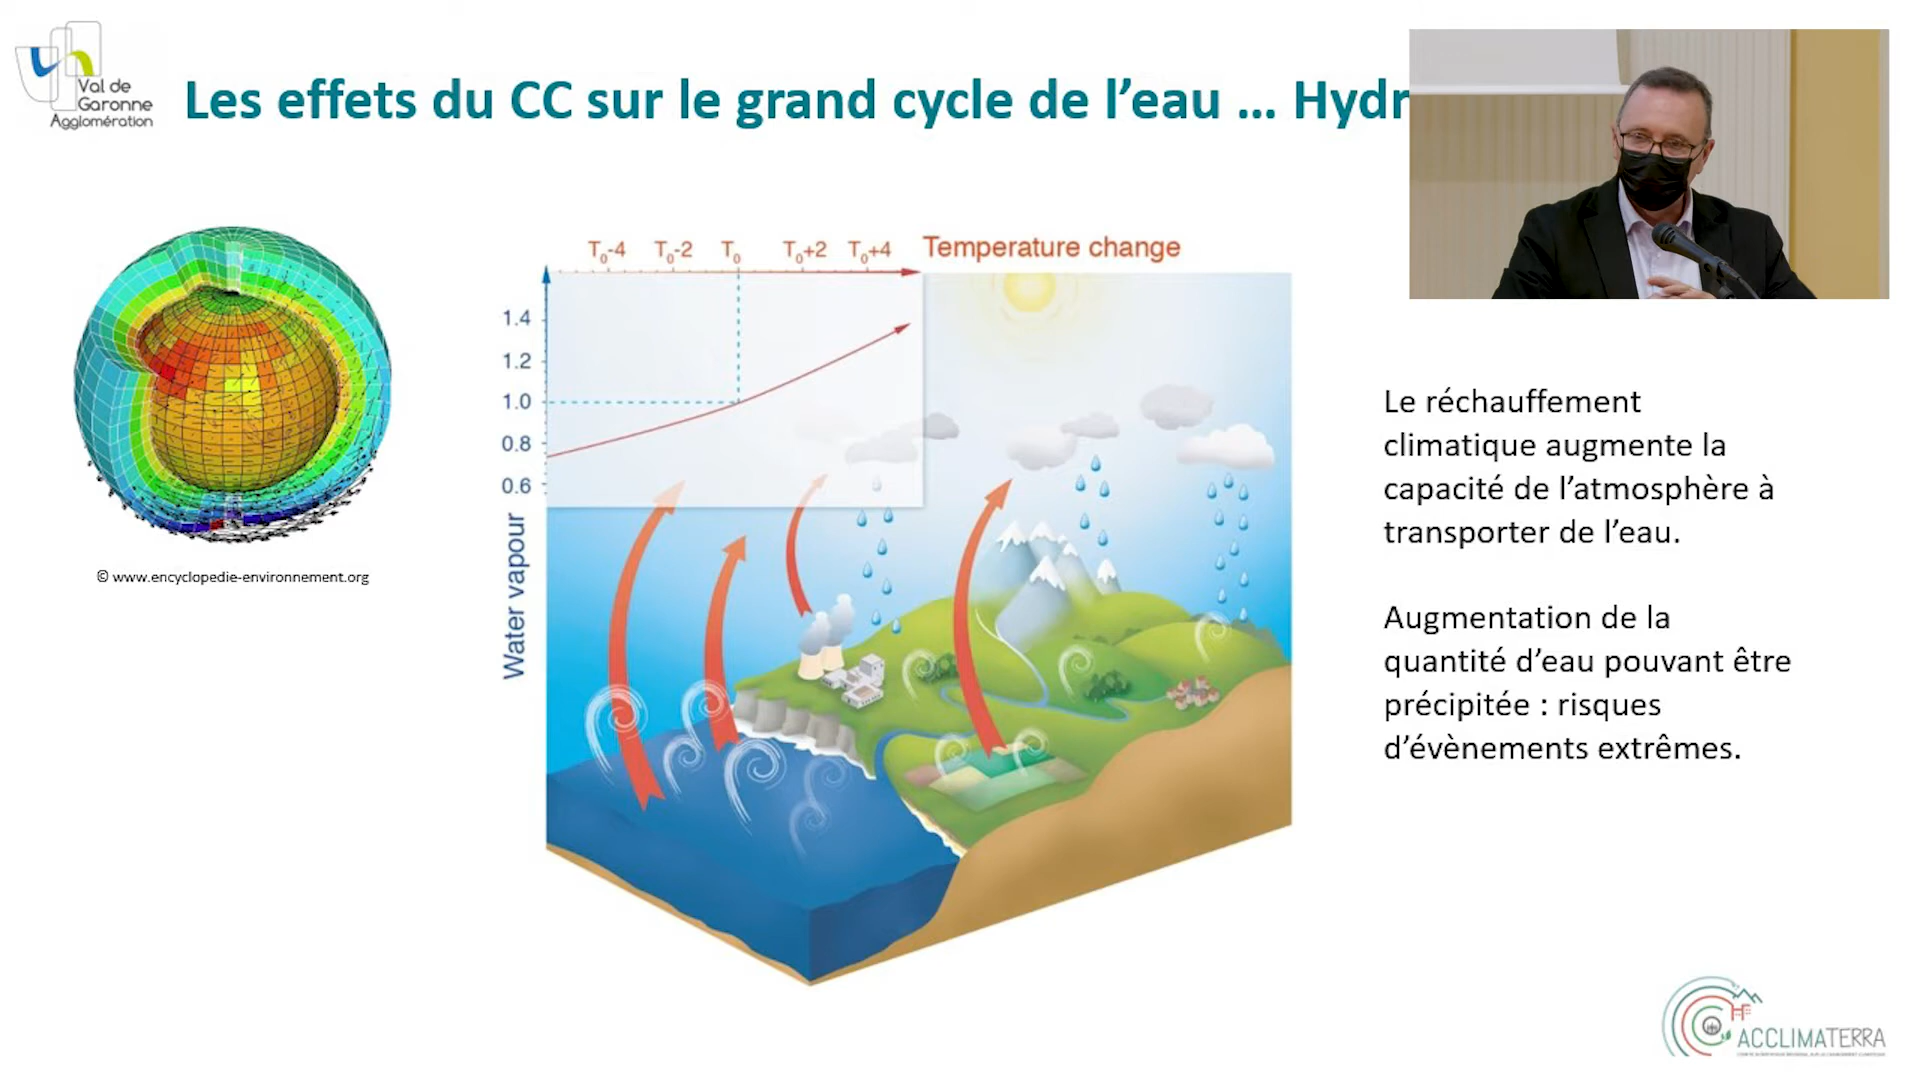 Val de
Garonne
Agglomération
Les effets du CC sur le grand cycle de l’eau ... Hydr
T0-4 T0-2 T0 T0+2 T0+4 Temperature change
1.4
1.2
1.0
0.8
0.6
Water vapour
© www.encyclopedie-environnement.org
Le réchauffement
climatique augmente la
capacité de l’atmosphère à
transporter de l’eau.
Augmentation de la
quantité d’eau pouvant être
précipitée : risques
d’évènements extrêmes.
ACCLIMATERRA